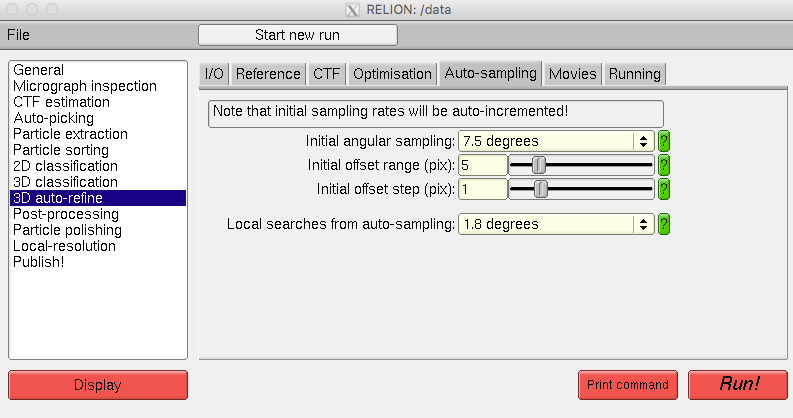 RELION: /data
File
Start new run
General
Micrograph inspection
CTF estimation
Auto-picking
Particle extraction
Particle sorting
2D classification
3D classification
3D auto-refine
Post-processing
Particle polishing
Local-resolution
Publish!
I/O Reference CTF Optimisation Auto-sampling Movies Running
Note that initial sampling rates will be auto-incremented!
Initial angular sampling: 7.5 degrees ?
Initial offset range (pix): 5 ?
Initial offset step (pix): 1 ?
Local searches from auto-sampling: 1.8 degrees ?
Display
Print command
Run!